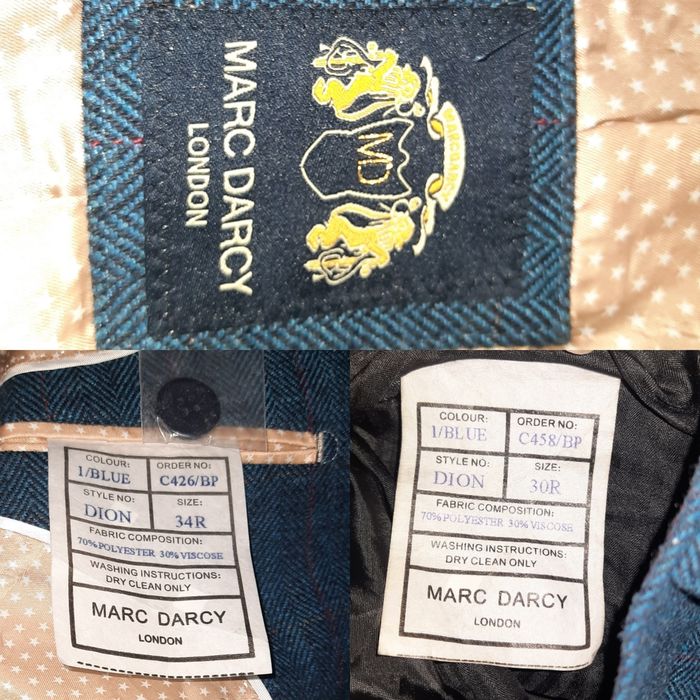 MARC DARCY
MD
MARC DARCY
LONDON
COLOUR: ORDER NO:
1/BLUE C426/BP
STYLE NO: SIZE:
DION 34R
FABRIC COMPOSITION:
70% POLYESTER 30% VISCOSE
WASHING INSTRUCTIONS:
DRY CLEAN ONLY
MARC DARCY
LONDON
COLOUR: ORDER NO:
1/BLUE C458/BP
STYLE NO: SIZE:
DION 30R
FABRIC COMPOSITION:
70% POLYESTER 30% VISCOSE
WASHING INSTRUCTIONS:
DRY CLEAN ONLY
MARC DARCY
LONDON